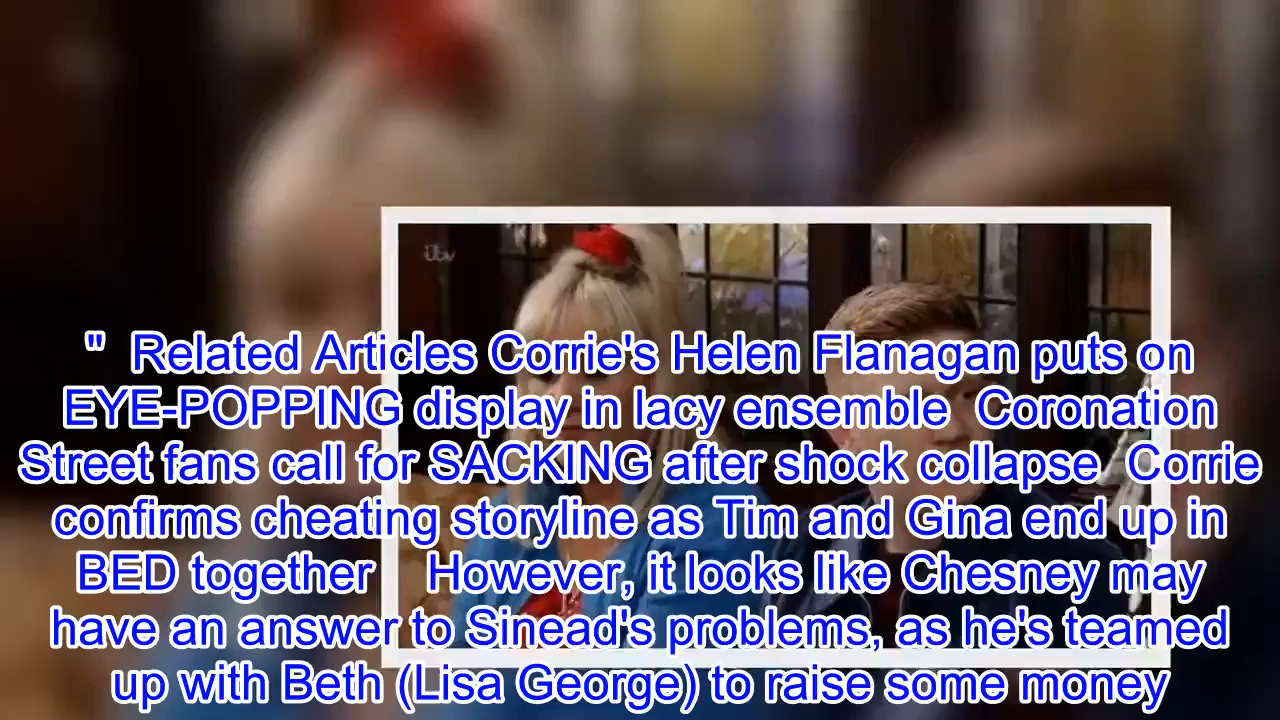 itv
"  Related Articles Corrie's Helen Flanagan puts on
EYE-POPPING display in lacy ensemble  Coronation
Street fans call for SACKING after shock collapse  Corrie
confirms cheating storyline as Tim and Gina end up in
BED together    However, it looks like Chesney may
have an answer to Sinead's problems, as he's teamed
up with Beth (Lisa George) to raise some money